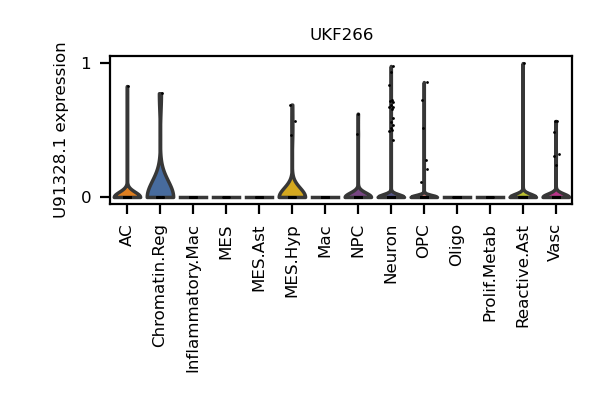 UKF266
U91328.1 expression
1
0
AC
Chromatin.Reg
Inflammatory.Mac
MES
MES.Ast
MES.Hyp
Mac
NPC
Neuron
OPC
Oligo
Prolif.Metab
Reactive.Ast
Vasc